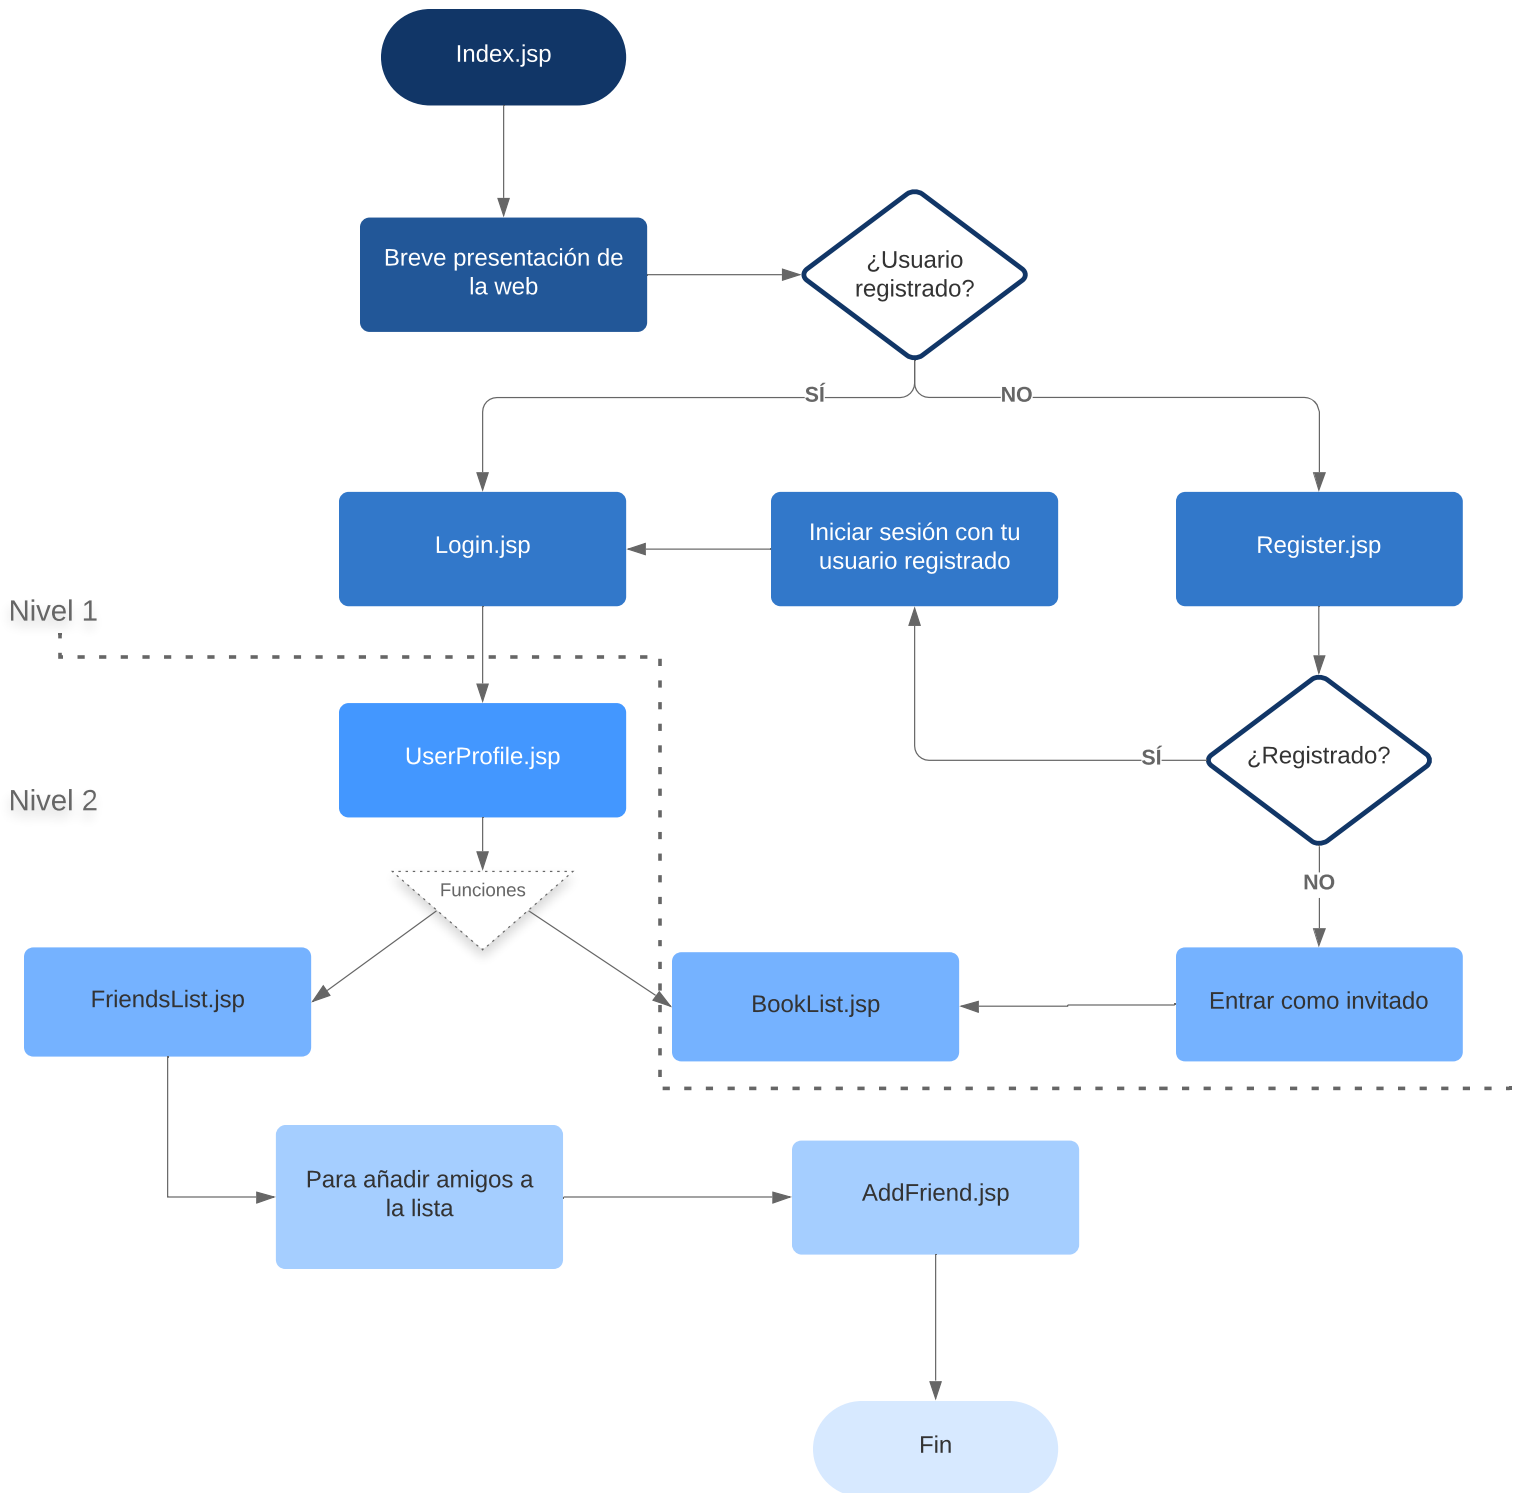 Index.jsp
Breve presentación de
la web
¿Usuario
registrado?
SÍ
NO
Login.jsp
Iniciar sesión con tu
usuario registrado
Register.jsp
Nivel 1
UserProfile.jsp
¿Registrado?
SÍ
Nivel 2
Funciones
NO
FriendsList.jsp
BookList.jsp
Entrar como invitado
Para añadir amigos a
la lista
AddFriend.jsp
Fin